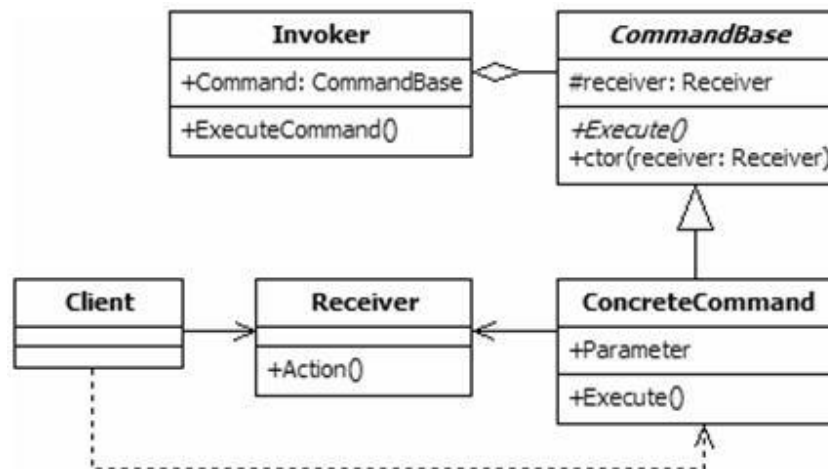 Invoker
+Command: CommandBase
+ExecuteCommand()
CommandBase
#receiver: Receiver
+Execute()
+ctor(receiver: Receiver)
Client
Receiver
+Action()
ConcreteCommand
+Parameter
+Execute()